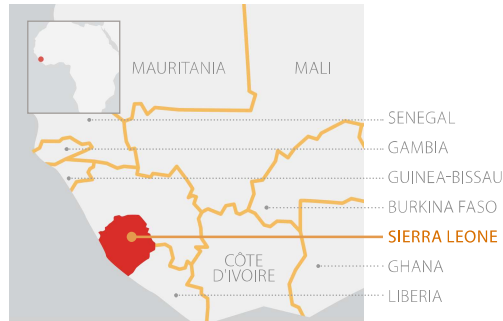 MAURITANIA
MALI
SENEGAL
GAMBIA
GUINEA-BISSAU
BURKINA FASO
SIERRA LEONE
CÔTE
D'IVOIRE
GHANA
LIBERIA